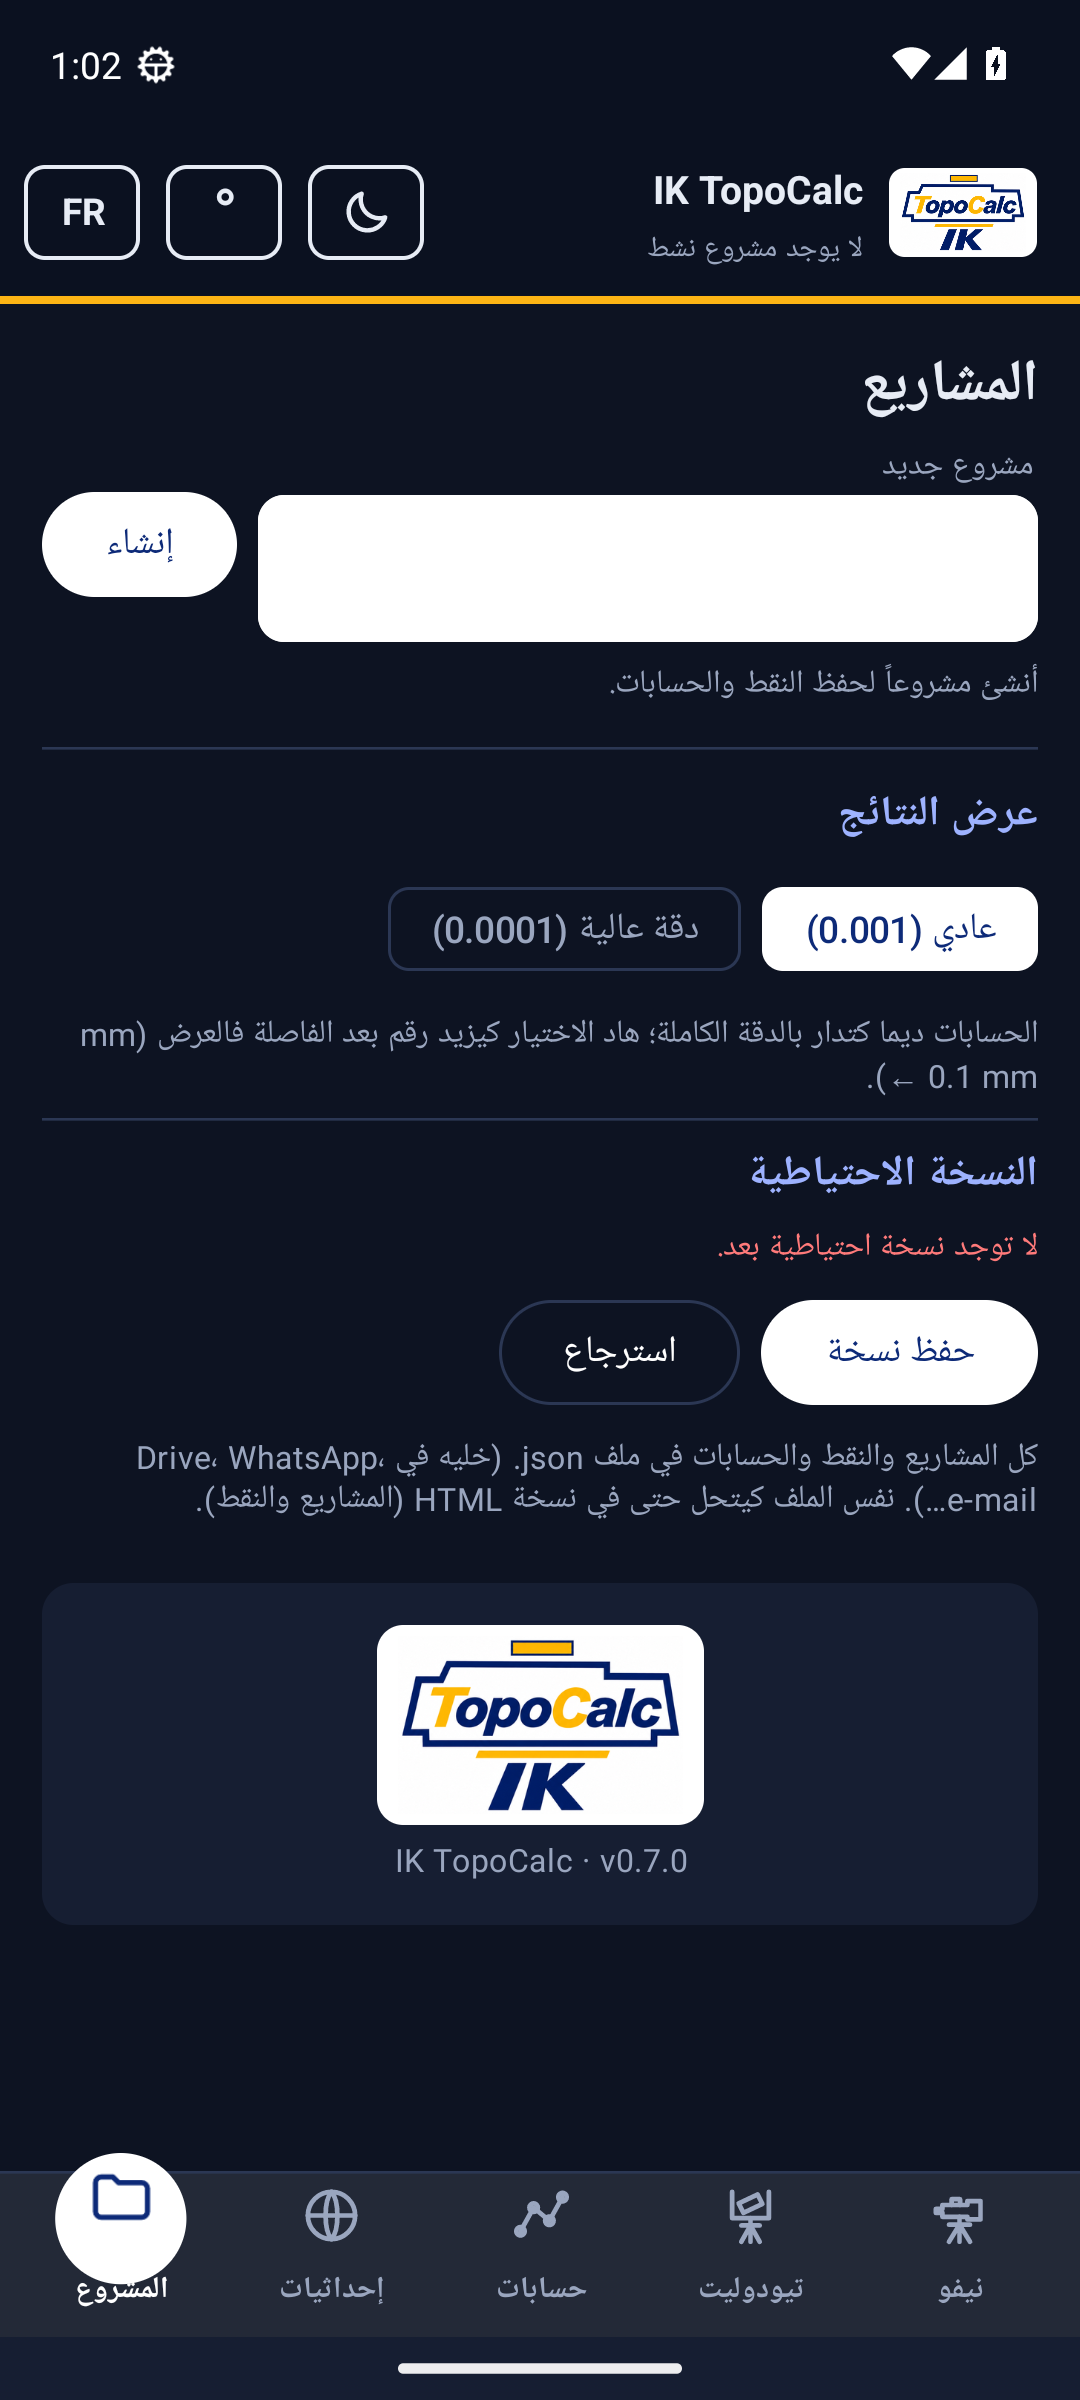 1:02
IK TopoCalc
TopoCalc
IK
لا يوجد مشروع نشط
FR
°
المشاريع
مشروع جديد
إنشاء
أنشئ مشروعاً لحفظ النقط والحسابات.
عرض النتائج
عادي (0.001)
دقة عالية (0.0001)
الحسابات ديما كتدار بالدقة الكاملة؛ هاد الاختيار كيزيد رقم بعد الفاصلة فالعرض (mm
← 0.1 mm).
النسخة الاحتياطية
لا توجد نسخة احتياطية بعد.
حفظ نسخة
استرجاع
كل المشاريع والنقط والحسابات في ملف .json (خليه في Drive، WhatsApp،
e-mail…). نفس الملف كيتحل حتى في نسخة HTML (المشاريع والنقط).
TopoCalc
IK
IK TopoCalc · v0.7.0
نيفو
تيودوليت
حسابات
إحداثيات
المشروع